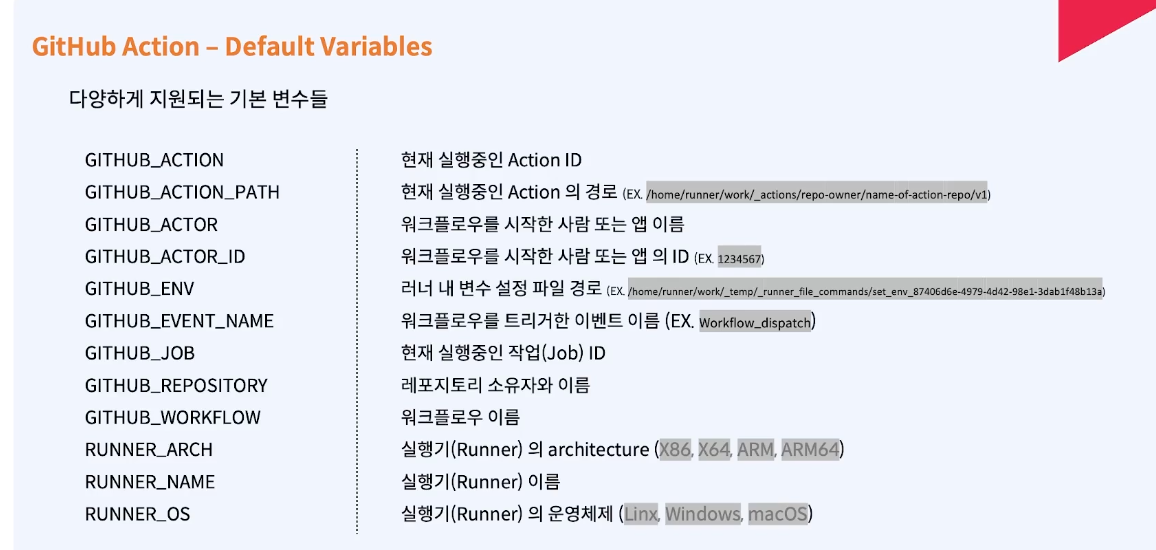 GitHub Action – Default Variables
다양하게 지원되는 기본 변수들
GITHUB_ACTION 현재 실행중인 Action ID
GITHUB_ACTION_PATH 현재 실행중인 Action 의 경로 (EX. /home/runner/work/_actions/repo-owner/name-of-action-repo/v1)
GITHUB_ACTOR 워크플로우를 시작한 사람 또는 앱 이름
GITHUB_ACTOR_ID 워크플로우를 시작한 사람 또는 앱 의 ID (EX. 1234567)
GITHUB_ENV 러너 내 변수 설정 파일 경로 (EX. /home/runner/work/_temp/_runner_file_commands/set_env_87406d6e-4979-4d42-98e1-3dab1f48b13a)
GITHUB_EVENT_NAME 워크플로우를 트리거한 이벤트 이름 (EX. Workflow_dispatch)
GITHUB_JOB 현재 실행중인 작업(Job) ID
GITHUB_REPOSITORY 레포지토리 소유자와 이름
GITHUB_WORKFLOW 워크플로우 이름
RUNNER_ARCH 실행기(Runner) 의 architecture (X86, X64, ARM, ARM64)
RUNNER_NAME 실행기(Runner) 이름
RUNNER_OS 실행기(Runner) 의 운영체제 (Linx, Windows, macOS)